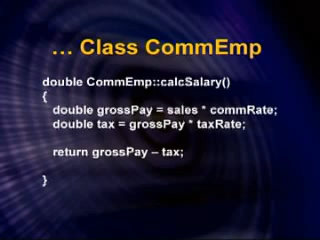 … Class CommEmp
double CommEmp::calcSalary()
{
double grossPay = sales * commRate;
double tax = grossPay * taxRate;
return grossPay – tax;
}